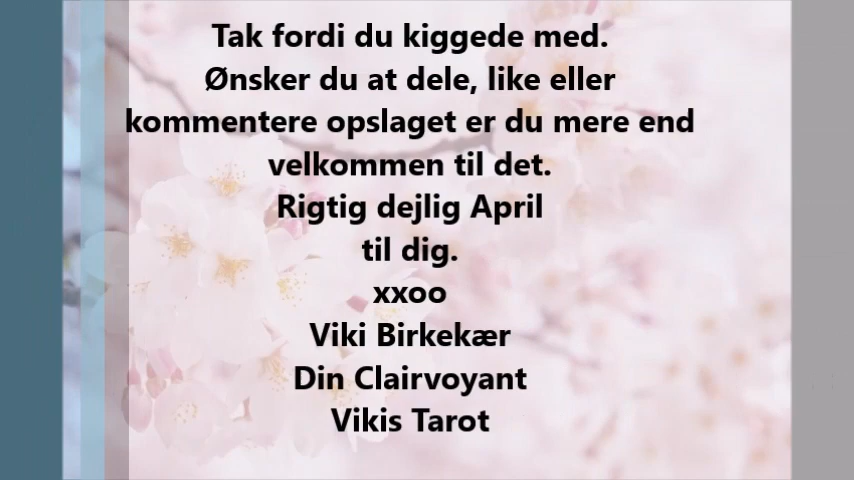 Tak fordi du kiggede med.
Ønsker du at dele, like eller
kommentere opslaget er du mere end
velkommen til det.
Rigtig dejlig April
til dig.
xxoo
Viki Birkekær
Din Clairvoyant
Vikis Tarot